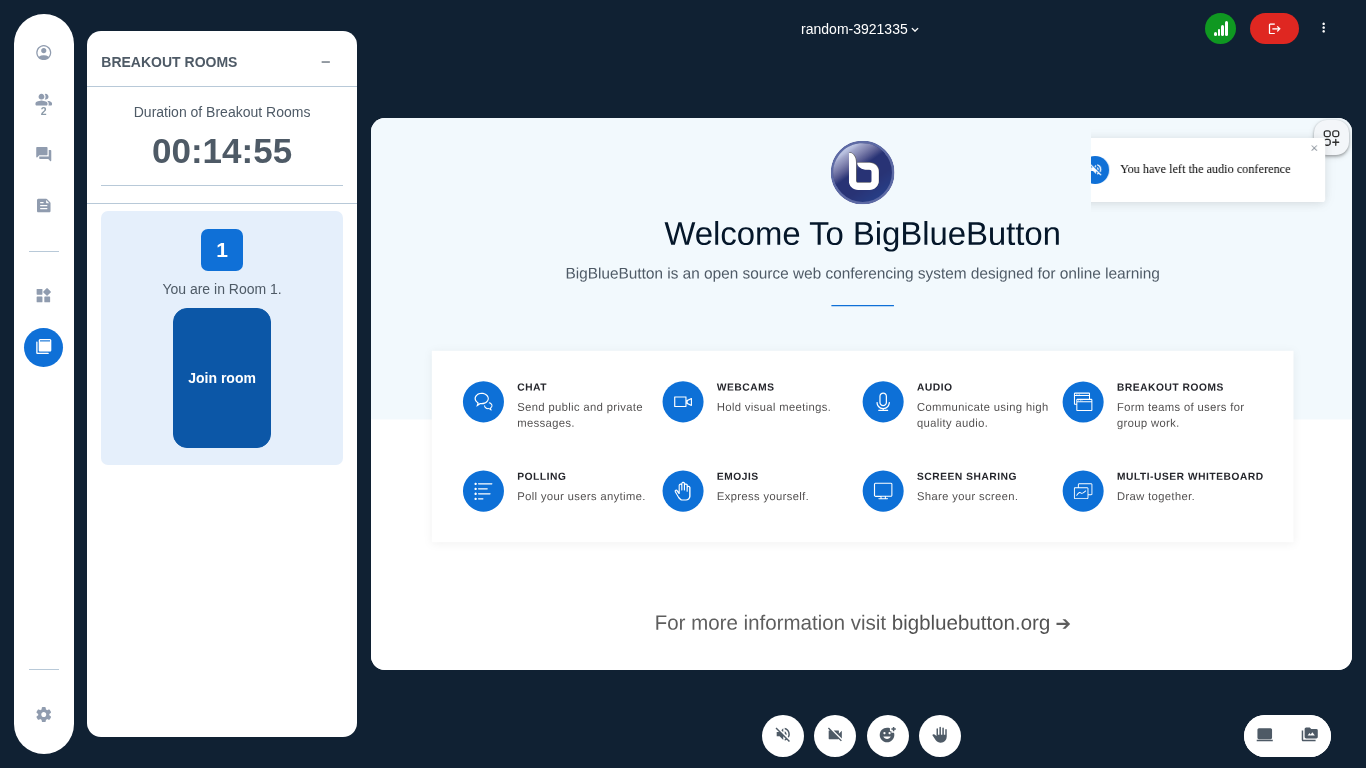 random-3921335
2
BREAKOUT ROOMS
Duration of Breakout Rooms
00:14:55
1
You are in Room 1.
Join room
You have left the audio conference
Welcome To BigBlueButton
BigBlueButton is an open source web conferencing system designed for online learning
CHAT
Send public and private
messages.
WEBCAMS
Hold visual meetings.
AUDIO
Communicate using high
quality audio.
BREAKOUT ROOMS
Form teams of users for
group work.
POLLING
Poll your users anytime.
EMOJIS
Express yourself.
SCREEN SHARING
Share your screen.
MULTI-USER WHITEBOARD
Draw together.
For more information visit bigbluebutton.org ➔